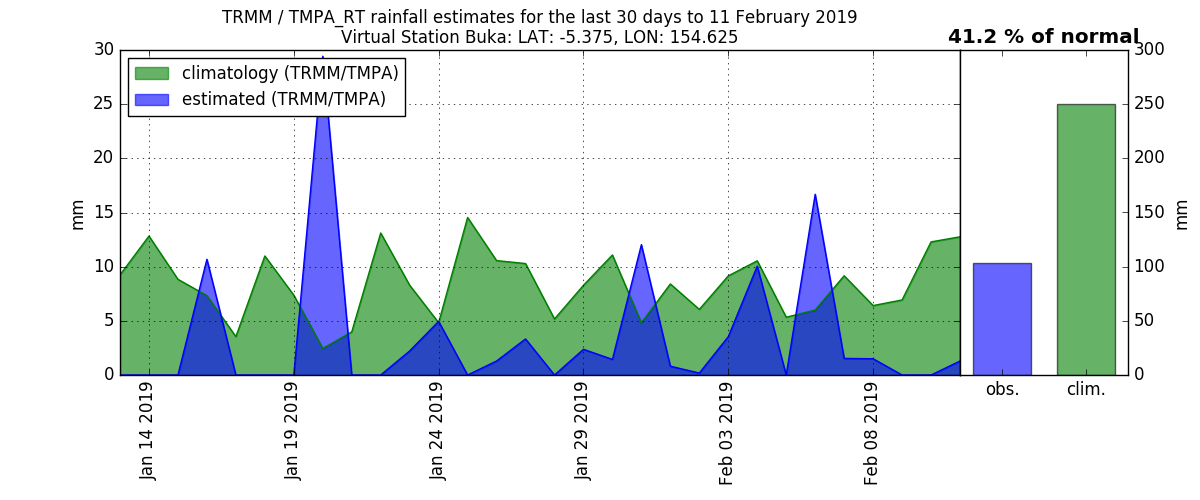 TRMM / TMPA_RT rainfall estimates for the last 30 days to 11 February 2019
Virtual Station Buka: LAT: -5.375, LON: 154.625
41.2 % of normal
climatology (TRMM/TMPA)
estimated (TRMM/TMPA)
mm
30
25
20
15
10
5
0
Jan 14 2019
Jan 19 2019
Jan 24 2019
Jan 29 2019
Feb 03 2019
Feb 08 2019
obs.
clim.
300
250
200
150
100
50
0
mm